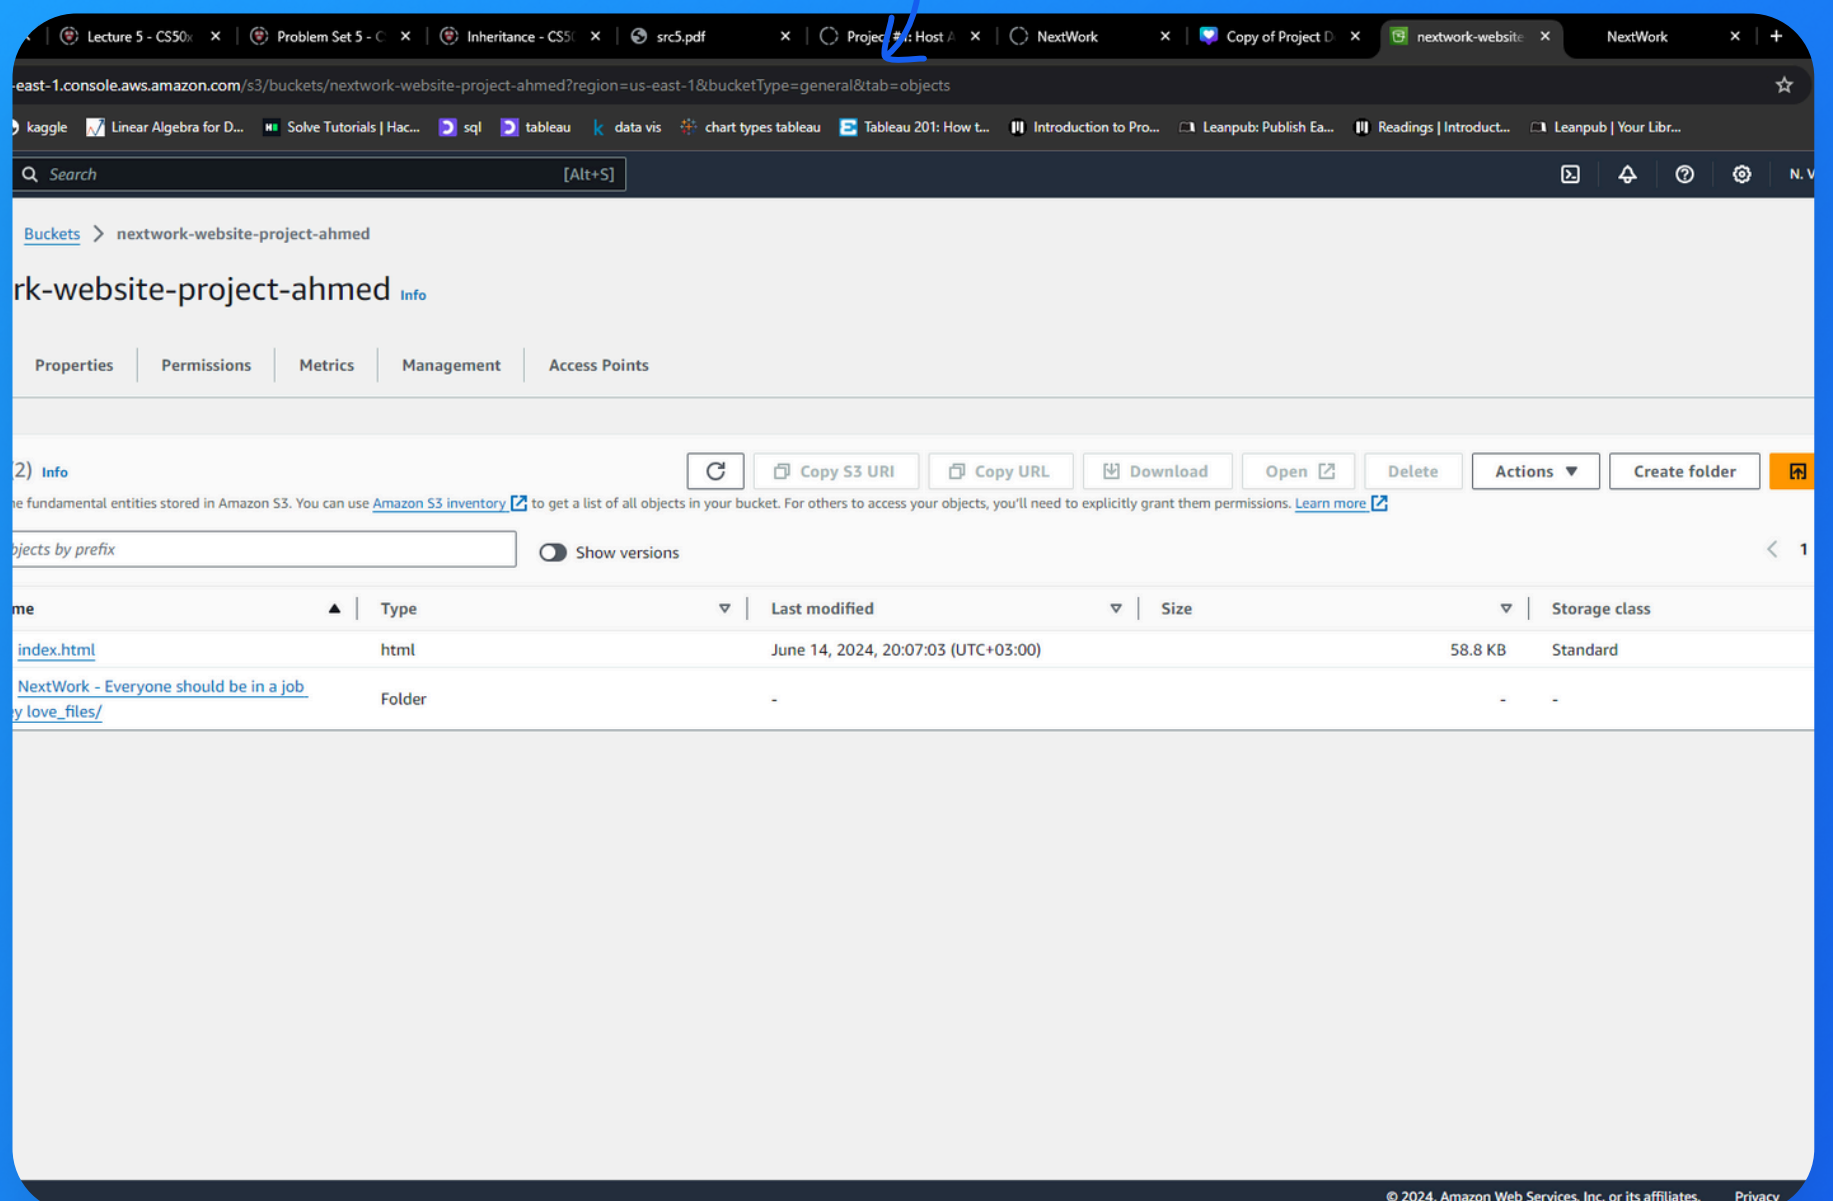 Lecture 5 - CS50x Problem Set 5 - C Inheritance - CS50 src5.pdf Project #1: Host A NextWork Copy of Project D nextwork-website NextWork
-east-1.console.aws.amazon.com/s3/buckets/nextwork-website-project-ahmed?region=us-east-1&bucketType=general&tab=objects
kaggle Linear Algebra for D... Solve Tutorials | Hac... sql tableau data vis chart types tableau Tableau 201: How t... Introduction to Pro... Leanpub: Publish Ea... Readings | Introduct... Leanpub | Your Libr...
Search [Alt+S] N. V
Buckets > nextwork-website-project-ahmed
rk-website-project-ahmed Info
Properties Permissions Metrics Management Access Points
(2) Info Copy S3 URI Copy URL Download Open Delete Actions Create folder
e fundamental entities stored in Amazon S3. You can use Amazon S3 inventory to get a list of all objects in your bucket. For others to access your objects, you'll need to explicitly grant them permissions. Learn more
bjects by prefix Show versions 1
me Type Last modified Size Storage class
index.html html June 14, 2024, 20:07:03 (UTC+03:00) 58.8 KB Standard
NextWork - Everyone should be in a job
y love_files/ Folder - - -
© 2024, Amazon Web Services, Inc. or its affiliates. Privacy